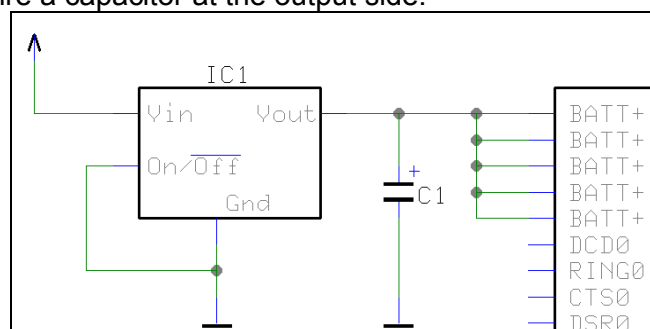 a capacitor at the output side.
IC1
Vin
Vout
On/Off
Gnd
+
C1
BATT+
BATT+
BATT+
BATT+
BATT+
DCD0
RING0
CTS0
DSR0